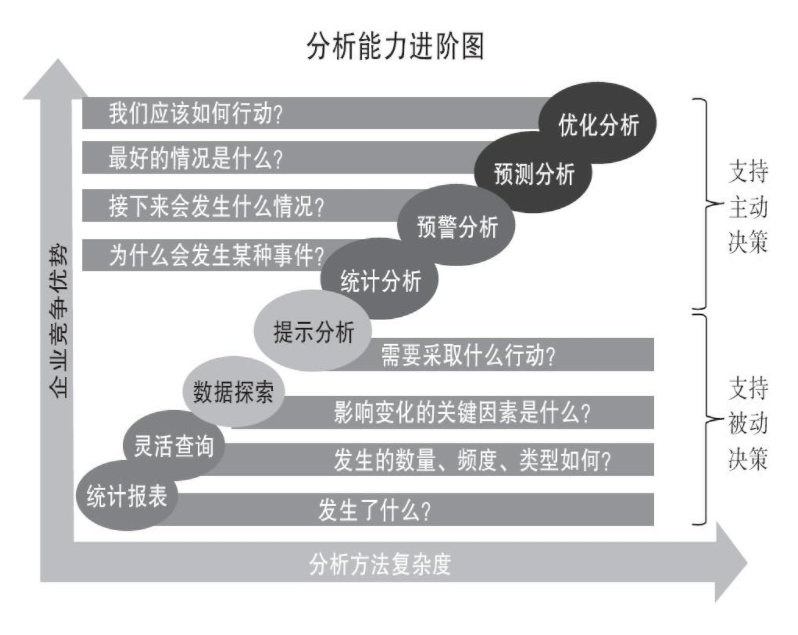 分析能力进阶图
我们应该如何行动?
优化分析
最好的情况是什么?
预测分析
接下来会发生什么情况?
预警分析
为什么会发生某种事件?
统计分析
支持
主动
决策
提示分析
需要采取什么行动?
数据探索
影响变化的关键因素是什么?
灵活查询
发生的数量、频度、类型如何?
统计报表
发生了什么?
支持
被动
决策
企业竞争优势
分析方法复杂度